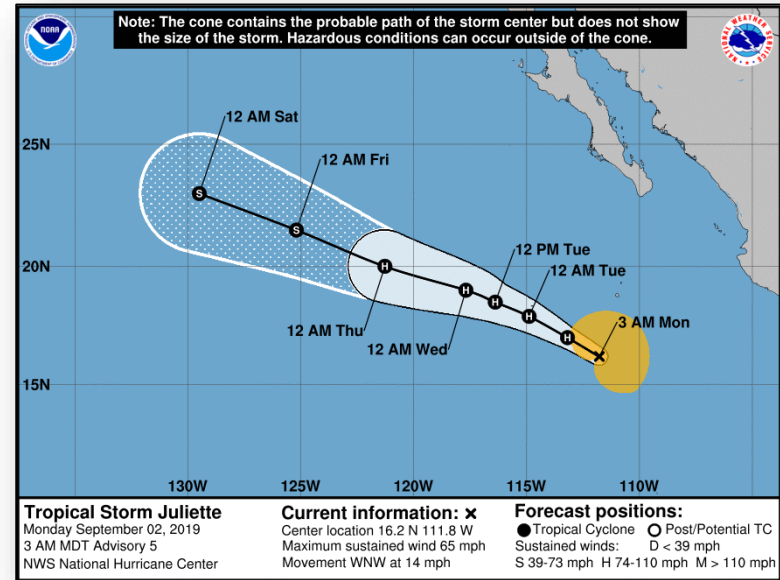 Note: The cone contains the probable path of the storm center but does not show
the size of the storm. Hazardous conditions can occur outside of the cone.
NOAA
NATIONAL WEATHER SERVICE
12 AM Sat
25N
12 AM Fri
S
S
12 PM Tue
20N
H
12 AM Tue
H
H
H
12 AM Thu
3 AM Mon
12 AM Wed
H
15N
130W 125W 120W 115W 110W
Tropical Storm Juliette
Monday September 02, 2019
3 AM MDT Advisory 5
NWS National Hurricane Center
Current information: ×
Center location 16.2 N 111.8 W
Maximum sustained wind 65 mph
Movement WNW at 14 mph
Forecast positions:
Tropical Cyclone Post/Potential TC
Sustained winds: D < 39 mph
S 39-73 mph H 74-110 mph M > 110 mph